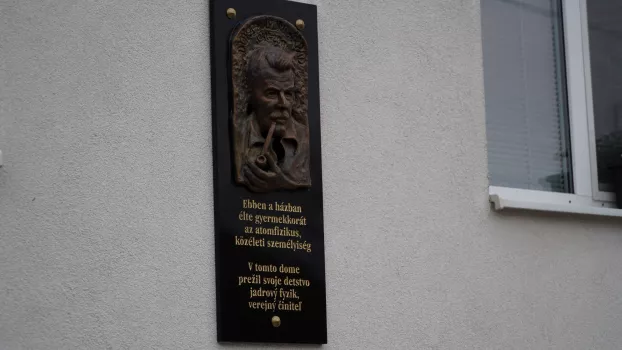 Ebben a házban
élte gyermekkorát
az atomfizikus,
közéleti személyiség
V tomto dome
prežil svoje detstvo
jadrový fyzik,
verejný činiteľ